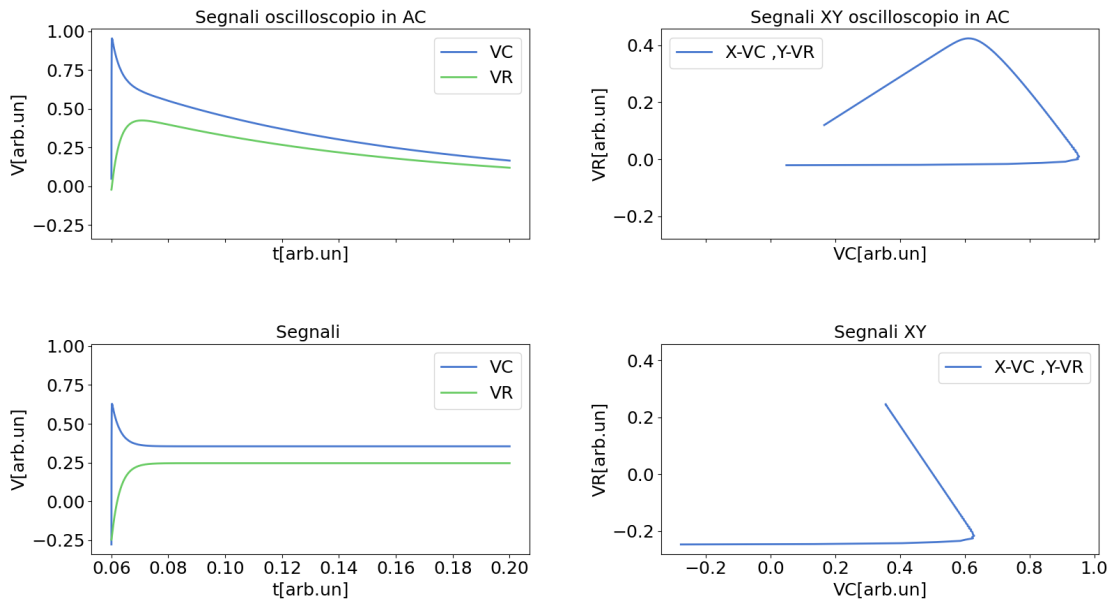 Segnali oscilloscopio in AC
1.00
0.75
0.50
0.25
0.00
−0.25
V[arb.un]
VC
VR
t[arb.un]
Segnali XY oscilloscopio in AC
0.4
0.2
0.0
−0.2
VR[arb.un]
X-VC ,Y-VR
VC[arb.un]
Segnali
1.00
0.75
0.50
0.25
0.00
−0.25
V[arb.un]
VC
VR
0.06 0.08 0.10 0.12 0.14 0.16 0.18 0.20
t[arb.un]
Segnali XY
0.4
0.2
0.0
−0.2
VR[arb.un]
X-VC ,Y-VR
−0.2 0.0 0.2 0.4 0.6 0.8 1.0
VC[arb.un]